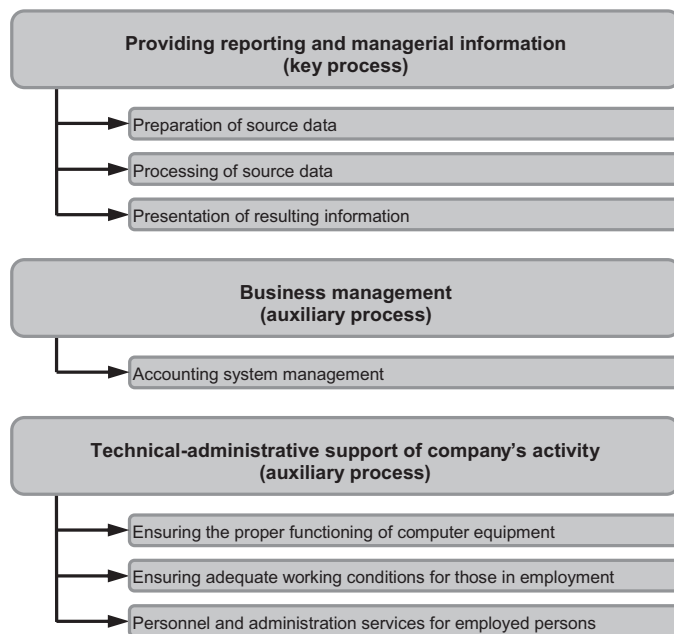 Providing reporting and managerial information
(key process)
Preparation of source data
Processing of source data
Presentation of resulting information
Business management
(auxiliary process)
Accounting system management
Technical-administrative support of company’s activity
(auxiliary process)
Ensuring the proper functioning of computer equipment
Ensuring adequate working conditions for those in employment
Personnel and administration services for employed persons